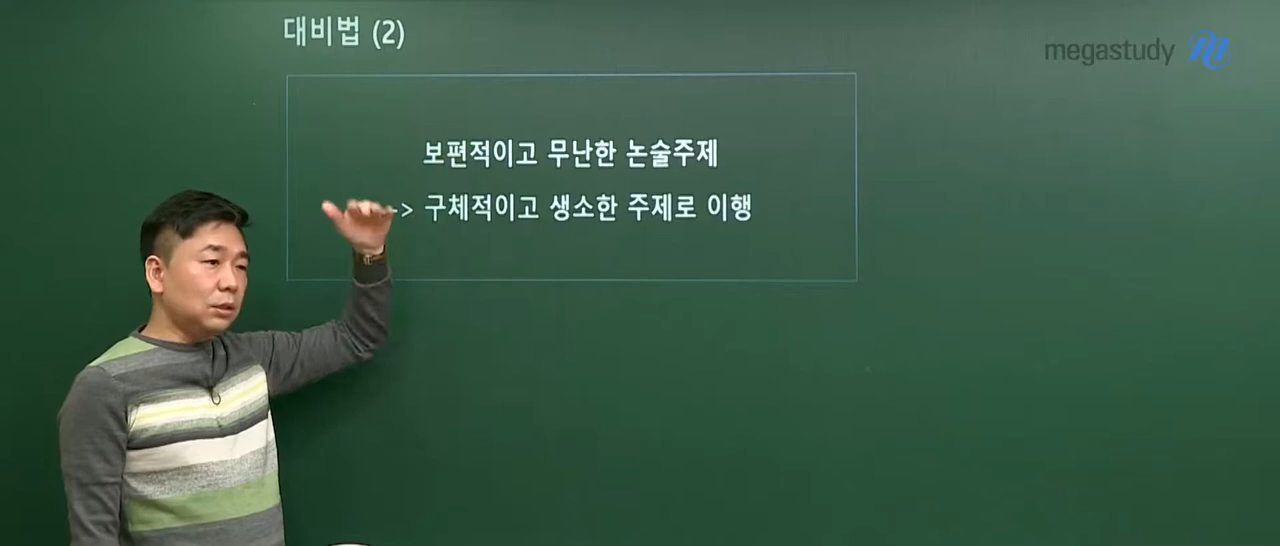 대비법 (2)
megastudy
보편적이고 무난한 논술주제
-> 구체적이고 생소한 주제로 이행